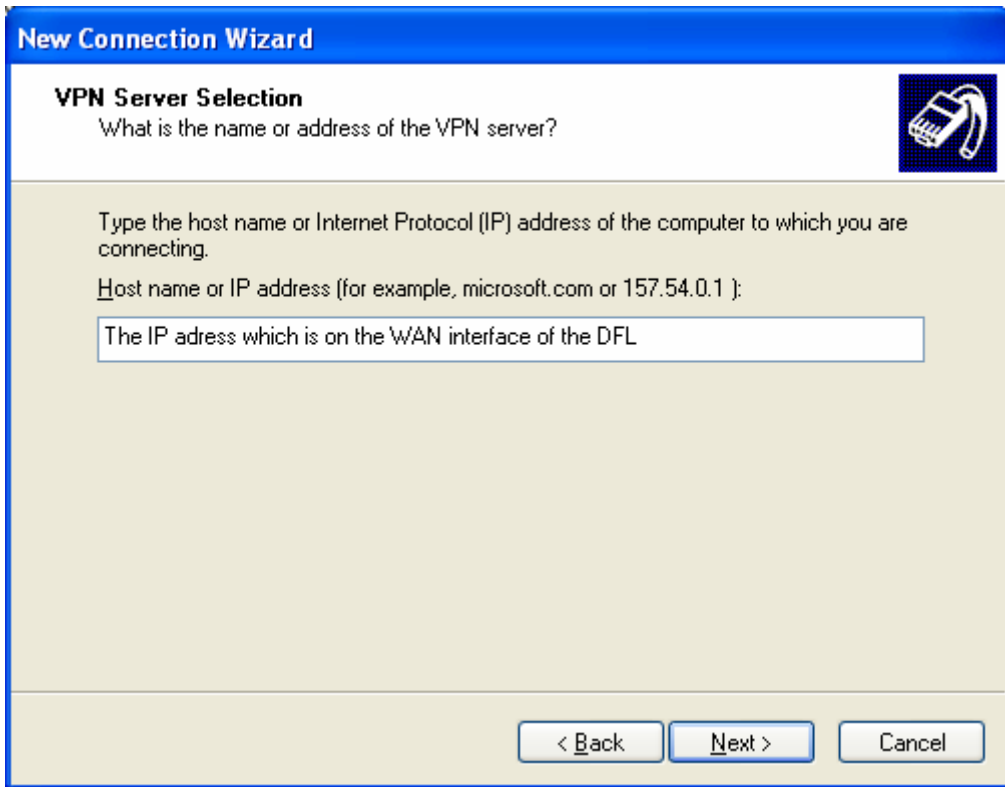 New Connection Wizard
VPN Server Selection
What is the name or address of the VPN server?
Type the host name or Internet Protocol (IP) address of the computer to which you are
connecting.
Host name or IP address (for example, microsoft.com or 157.54.0.1 ):
The IP adress which is on the WAN interface of the DFL
< Back Next > Cancel